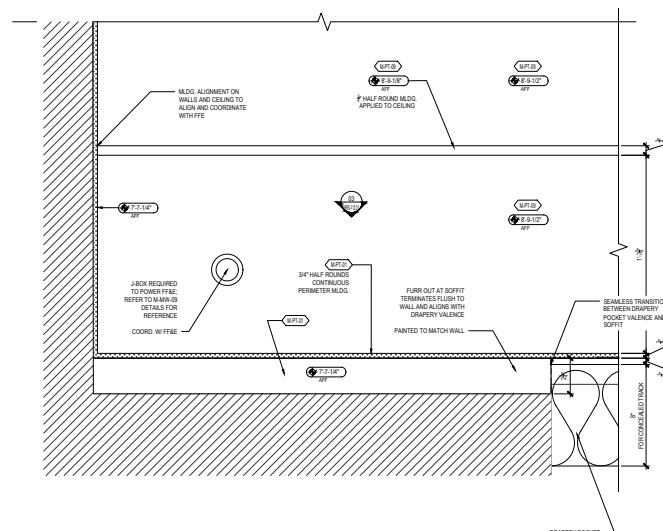 M-PT-09
8'-9-1/8"
AFF
M-PT-09
8'-9-1/2"
AFF
MLDG. ALIGNMENT ON
WALLS AND CEILING TO
ALIGN AND COORDINATE
WITH FFE
HALF ROUND MLDG.
APPLIED TO CEILING
7'-7-1/4"
AFF
03
M-PT-09
8'-9-1/2"
AFF
J-BOX REQUIRED
TO POWER FF&E;
REFER TO M-MW-09
DETAILS FOR
REFERENCE
COORD. W/ FF&E
M-PT-01
3/4" HALF ROUNDS
CONTINUOUS
PERIMETER MLDG.
M-PT-01
FURR OUT AT SOFFIT
TERMINATES FLUSH TO
WALL AND ALIGNS WITH
DRAPERY VALENCE
PAINTED TO MATCH WALL
SEAMLESS TRANSITION
BETWEEN DRAPERY
POCKET VALENCE AND
SOFFIT
7'-7-1/4"
AFF
8"
FOR CONCEALED TRACK